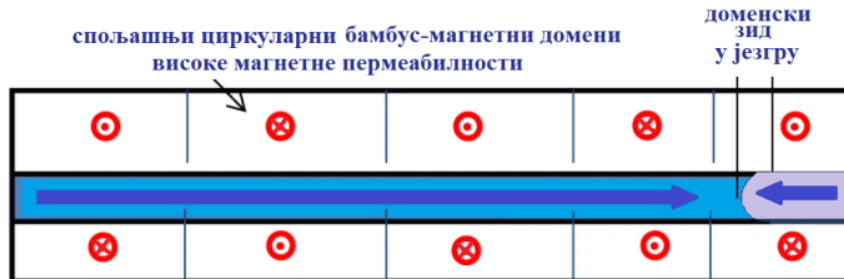 спољашњи циркуларни бамбус-магнетни домени
високе магнетне пермеабилности
доменски
зид
у језгру